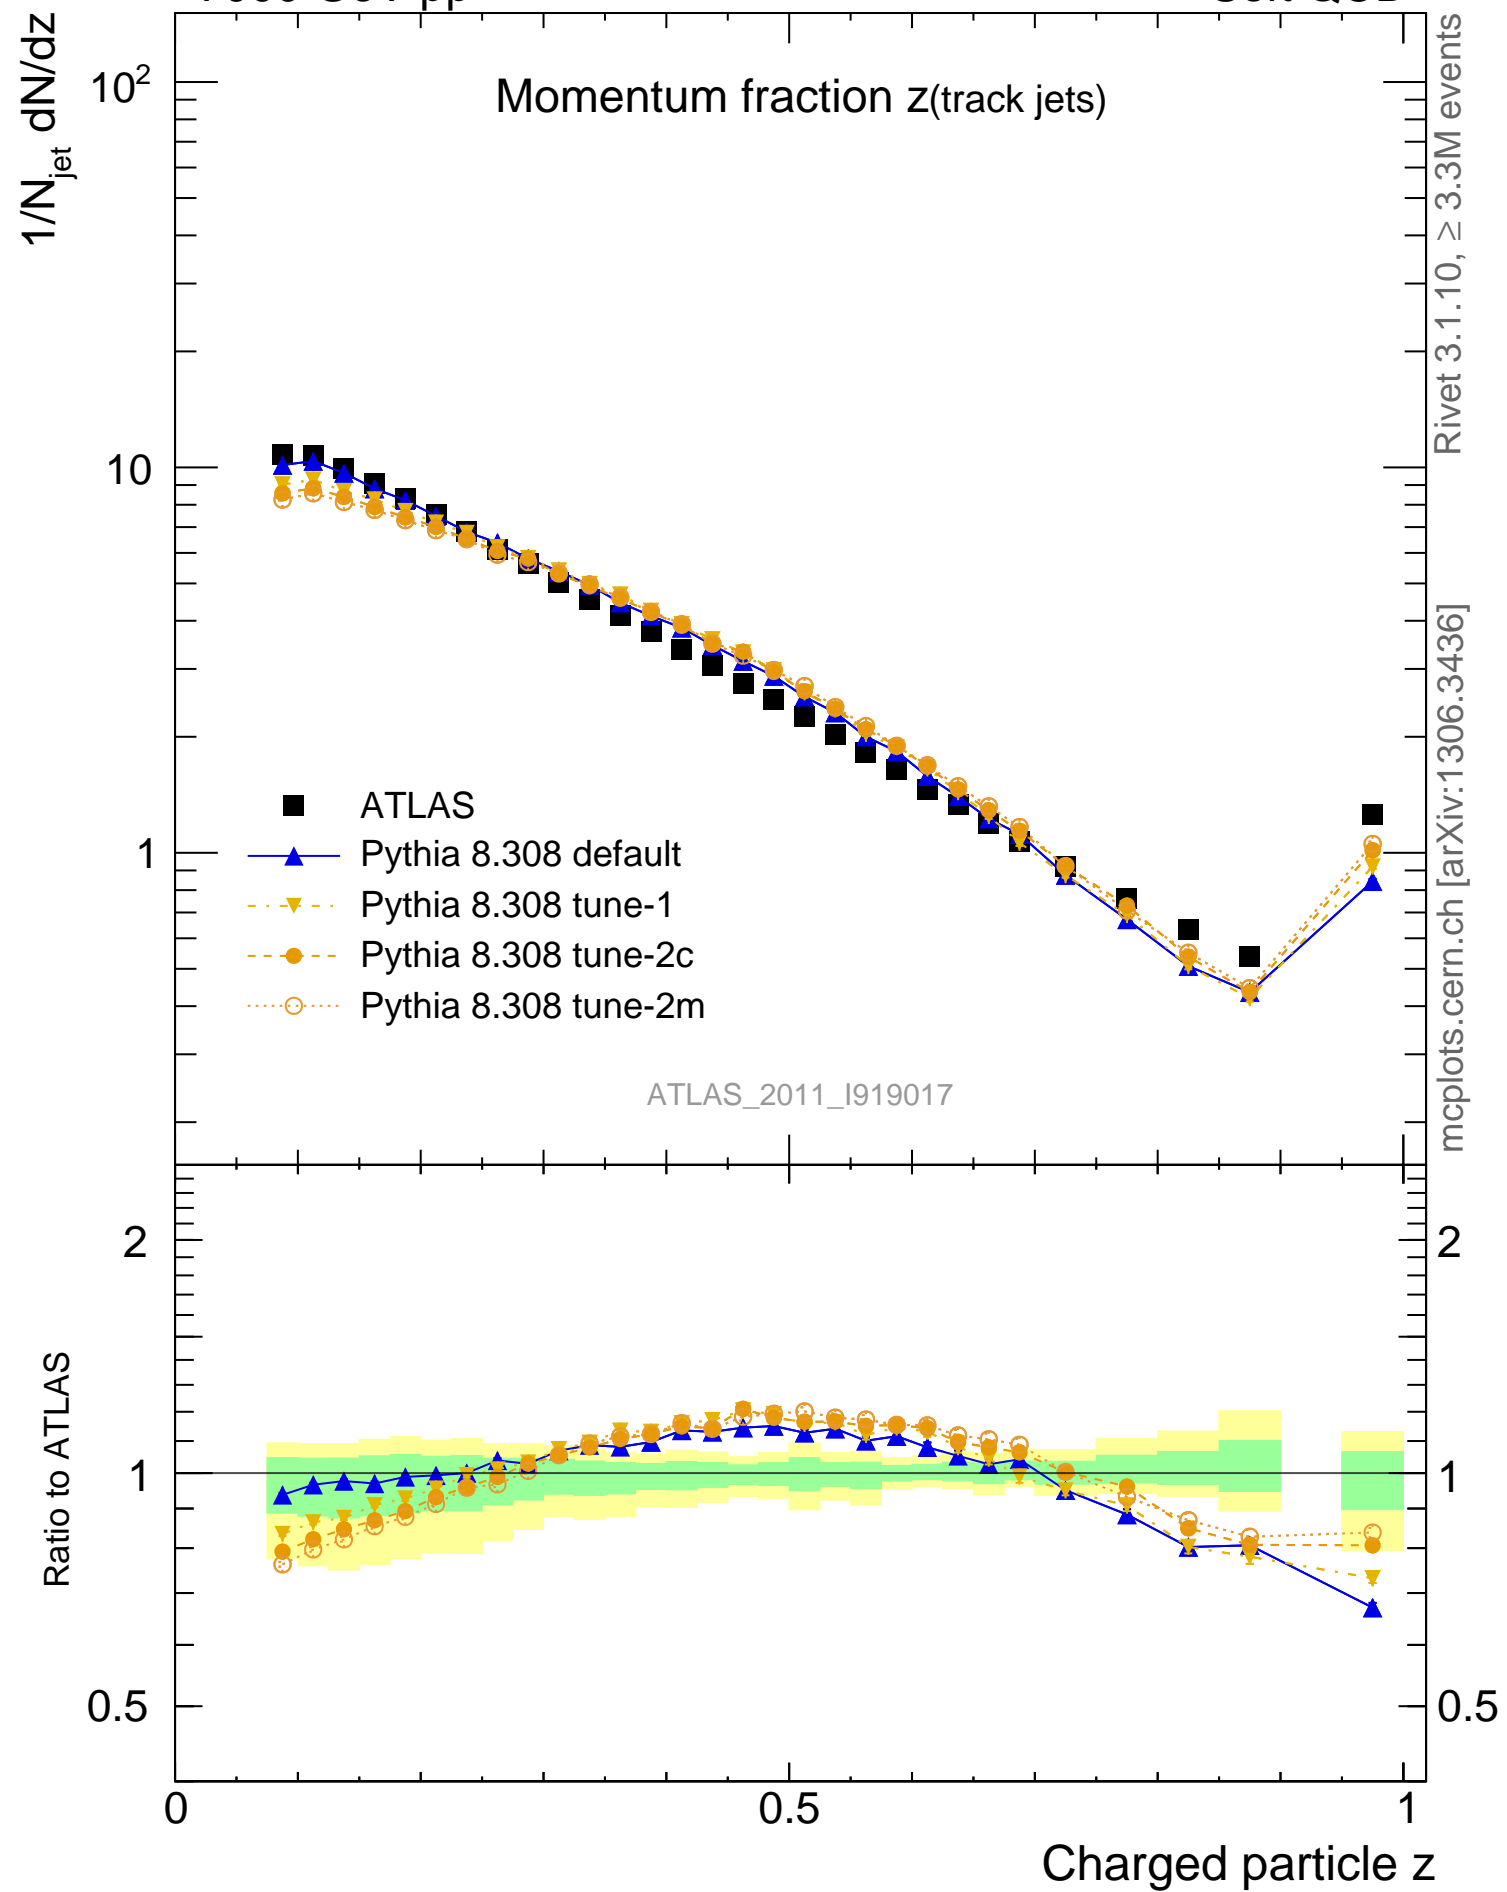 1/N_jet dN/dz
Momentum fraction z(track jets)
10²
10
1
ATLAS
Pythia 8.308 default
Pythia 8.308 tune-1
Pythia 8.308 tune-2c
Pythia 8.308 tune-2m
ATLAS_2011_I919017
Rivet 3.1.10, ≥ 3.3M events
mcplots.cern.ch [arXiv:1306.3436]
Ratio to ATLAS
2
1
0.5
2
1
0.5
0
0.5
1
Charged particle z